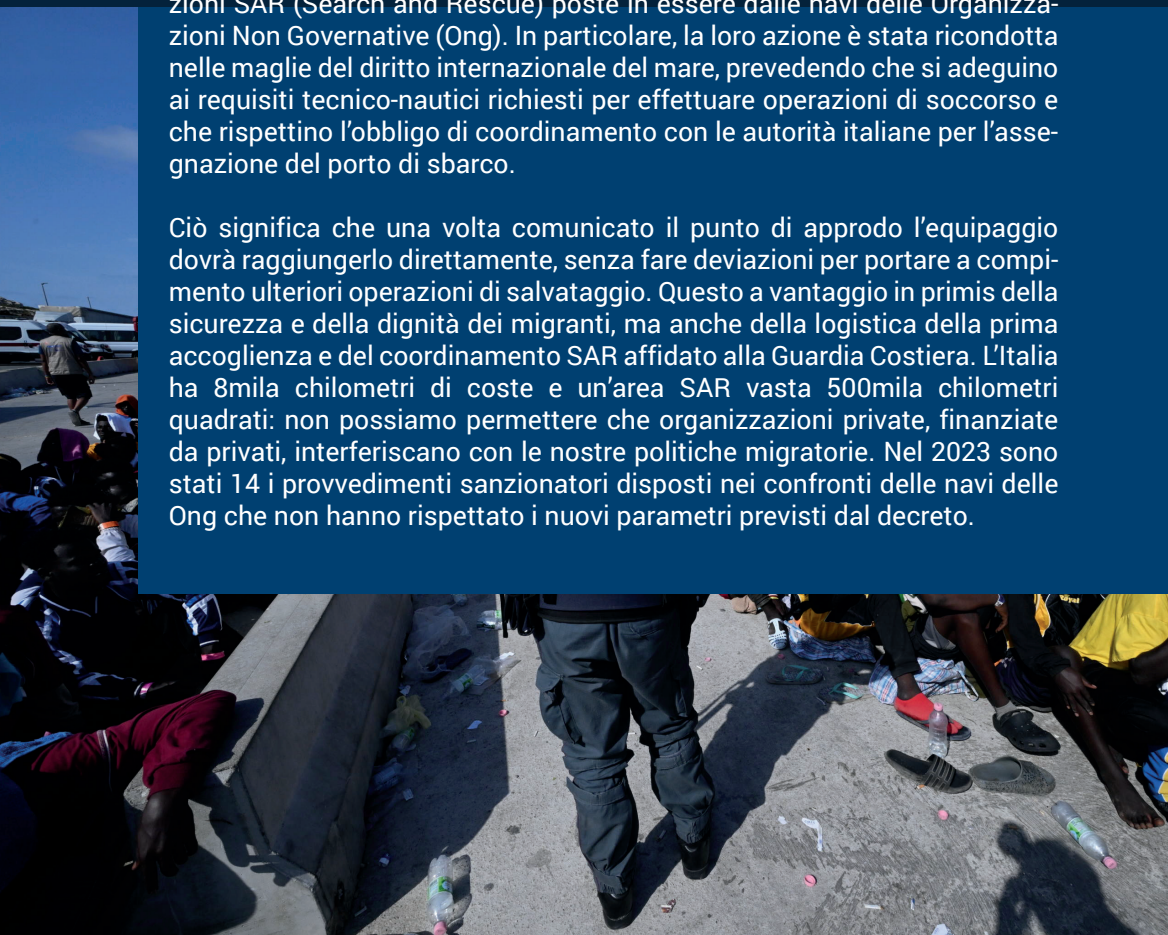 zioni SAR (Search and Rescue) poste in essere dalle navi delle Organizza-
zioni Non Governative (Ong). In particolare, la loro azione è stata ricondotta
nelle maglie del diritto internazionale del mare, prevedendo che si adeguino
ai requisiti tecnico-nautici richiesti per effettuare operazioni di soccorso e
che rispettino l’obbligo di coordinamento con le autorità italiane per l’asse-
gnazione del porto di sbarco.
Ciò significa che una volta comunicato il punto di approdo l’equipaggio
dovrà raggiungerlo direttamente, senza fare deviazioni per portare a compi-
mento ulteriori operazioni di salvataggio. Questo a vantaggio in primis della
sicurezza e della dignità dei migranti, ma anche della logistica della prima
accoglienza e del coordinamento SAR affidato alla Guardia Costiera. L’Italia
ha 8mila chilometri di coste e un’area SAR vasta 500mila chilometri
quadrati: non possiamo permettere che organizzazioni private, finanziate
da privati, interferiscano con le nostre politiche migratorie. Nel 2023 sono
stati 14 i provvedimenti sanzionatori disposti nei confronti delle navi delle
Ong che non hanno rispettato i nuovi parametri previsti dal decreto.